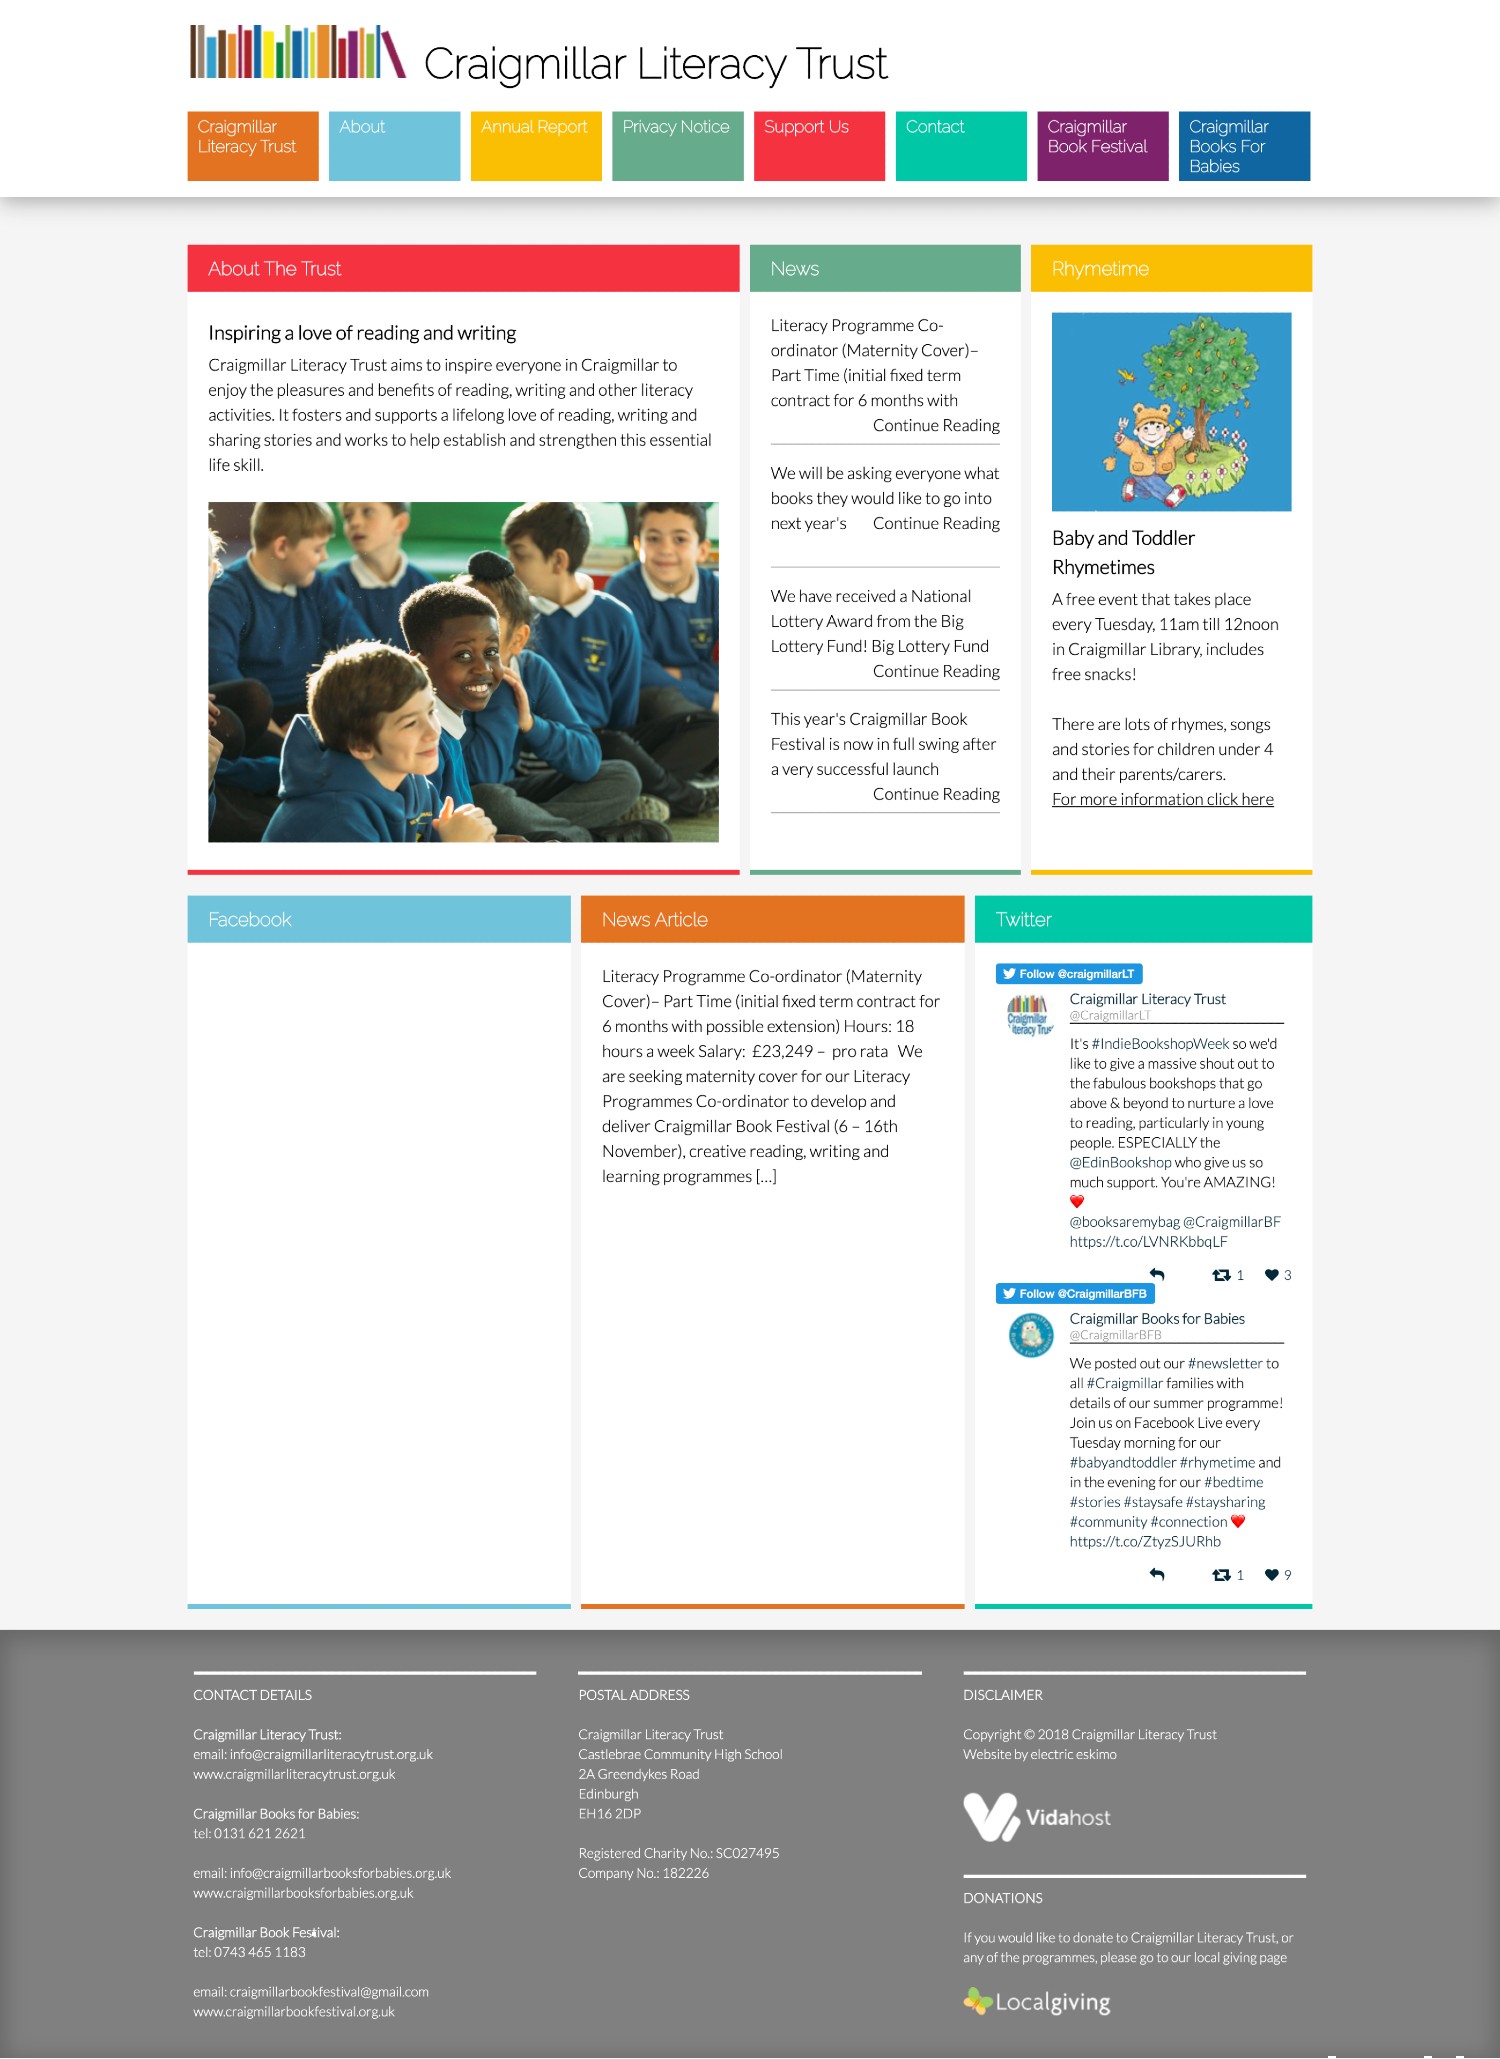 Craigmillar Literacy Trust
Craigmillar
Literacy Trust
About
Annual Report
Privacy Notice
Support Us
Contact
Craigmillar
Book Festival
Craigmillar
Books For
Babies
About The Trust
Inspiring a love of reading and writing
Craigmillar Literacy Trust aims to inspire everyone in Craigmillar to
enjoy the pleasures and benefits of reading, writing and other literacy
activities. It fosters and supports a lifelong love of reading, writing and
sharing stories and works to help establish and strengthen this essential
life skill.
News
Literacy Programme Co-
ordinator (Maternity Cover)–
Part Time (initial fixed term
contract for 6 months with
Continue Reading
We will be asking everyone what
books they would like to go into
next year's Continue Reading
We have received a National
Lottery Award from the Big
Lottery Fund! Big Lottery Fund
Continue Reading
This year's Craigmillar Book
Festival is now in full swing after
a very successful launch
Continue Reading
Rhymetime
Baby and Toddler
Rhymetimes
A free event that takes place
every Tuesday, 11am till 12noon
in Craigmillar Library, includes
free snacks!
There are lots of rhymes, songs
and stories for children under 4
and their parents/carers.
For more information click here
Facebook
News Article
Literacy Programme Co-ordinator (Maternity
Cover)– Part Time (initial fixed term contract for
6 months with possible extension) Hours: 18
hours a week Salary: £23,249 – pro rata We
are seeking maternity cover for our Literacy
Programmes Co-ordinator to develop and
deliver Craigmillar Book Festival (6 – 16th
November), creative reading, writing and
learning programmes [...]
Twitter
Follow @craigmillarLT
Craigmillar Literacy Trust
@CraigmillarLT
It's #IndieBookshopWeek so we'd
like to give a massive shout out to
the fabulous bookshops that go
above & beyond to nurture a love
to reading, particularly in young
people. ESPECIALLY the
@EdinBookshop who give us so
much support. You're AMAZING!
❤️
@booksaremybag @CraigmillarBF
https://t.co/LVNRKbbqLF
1 3
Follow @CraigmillarBFB
Craigmillar Books for Babies
@CraigmillarBFB
We posted out our #newsletter to
all #Craigmillar families with
details of our summer programme!
Join us on Facebook Live every
Tuesday morning for our
#babyandtoddler #rhymetime and
in the evening for our #bedtime
#stories #staysafe #staysharing
#community #connection ❤️
https://t.co/ZtyzSJURhb
1 9
CONTACT DETAILS
Craigmillar Literacy Trust:
email: info@craigmillarliteracytrust.org.uk
www.craigmillarliteracytrust.org.uk
Craigmillar Books for Babies:
tel: 0131 621 2621
email: info@craigmillarbooksforbabies.org.uk
www.craigmillarbooksforbabies.org.uk
Craigmillar Book Festival:
tel: 0743 465 1183
email: craigmillarbookfestival@gmail.com
www.craigmillarbookfestival.org.uk
POSTAL ADDRESS
Craigmillar Literacy Trust
Castlebrae Community High School
2A Greendykes Road
Edinburgh
EH16 2DP
Registered Charity No.: SC027495
Company No.: 182226
DISCLAIMER
Copyright © 2018 Craigmillar Literacy Trust
Website by electric eskimo
Vidahost
DONATIONS
If you would like to donate to Craigmillar Literacy Trust, or
any of the programmes, please go to our local giving page
Localgiving